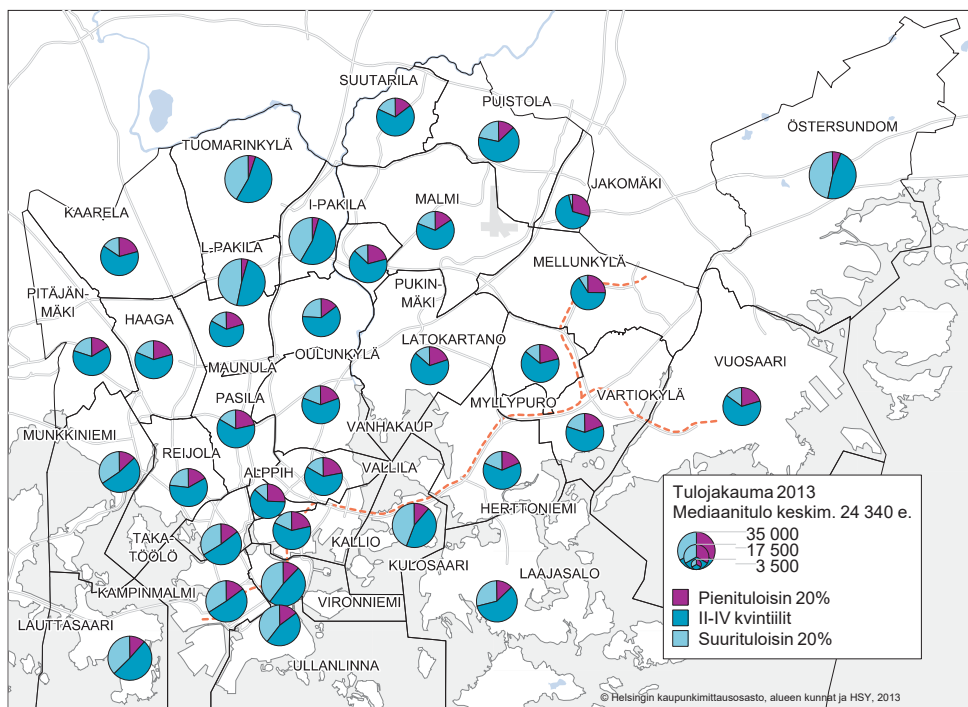 SUUTARILA
PUISTOLA
ÖSTERSUNDOM
TUOMARINKYLÄ
JAKOMÄKI
I-PAKILA
MALMI
KAARELA
L-PAKILA
MELLUNKYLÄ
PUKIN-
MÄKI
PITÄJÄN-
MÄKI
HAAGA
LATOKARTANO
OULUNKYLÄ
MAUNULA
VUOSAARI
PASILA
MYLLYPURO
VARTIOKYLÄ
VANHAKAUP
MUNKKINIEMI
REIJOLA
VALLILA
ALPPIH
HERTTONIEMI
TAKA-
TÖÖLÖ
KALLIO
KULOSAARI
LAAJASALO
KAMPINMALMI
VIRONNIEMI
LAUTTASAARI
ULLANLINNA
Tulojakauma 2013
Mediaanitulo keskim. 24 340 e.
35 000
17 500
3 500
Pienituloisin 20%
II-IV kvintiilit
Suurituloisin 20%
© Helsingin kaupunkimittausosasto, alueen kunnat ja HSY, 2013